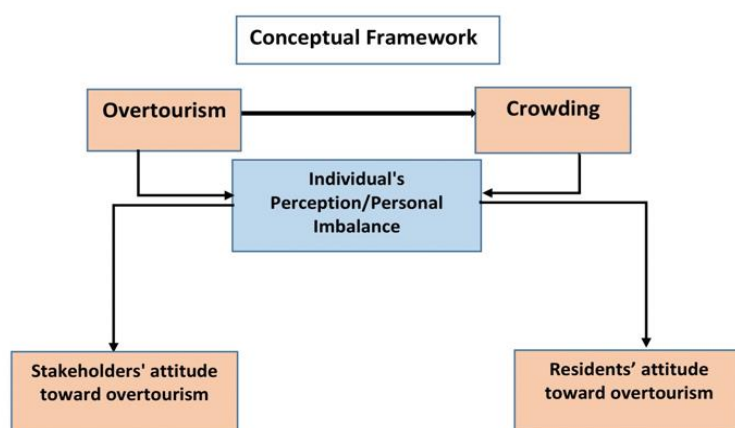 Conceptual Framework
Overtourism
Crowding
Individual's
Perception/Personal
Imbalance
Stakeholders' attitude
toward overtourism
Residents’ attitude
toward overtourism